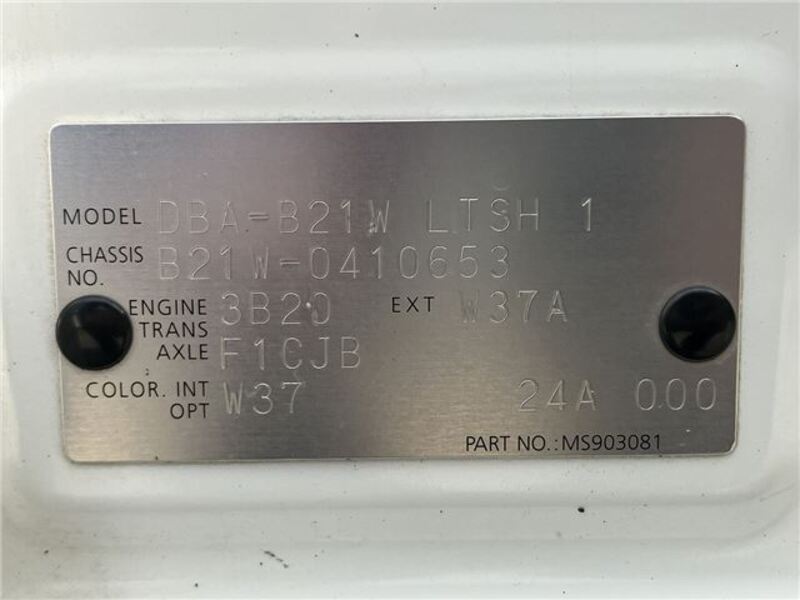 MODEL DBA-B21W LTSH 1
CHASSIS NO. B21W-0410653
ENGINE 3B20 EXT W37A
TRANS AXLE F1CJB
COLOR. INT OPT W37 24A 000
PART NO.:MS903081